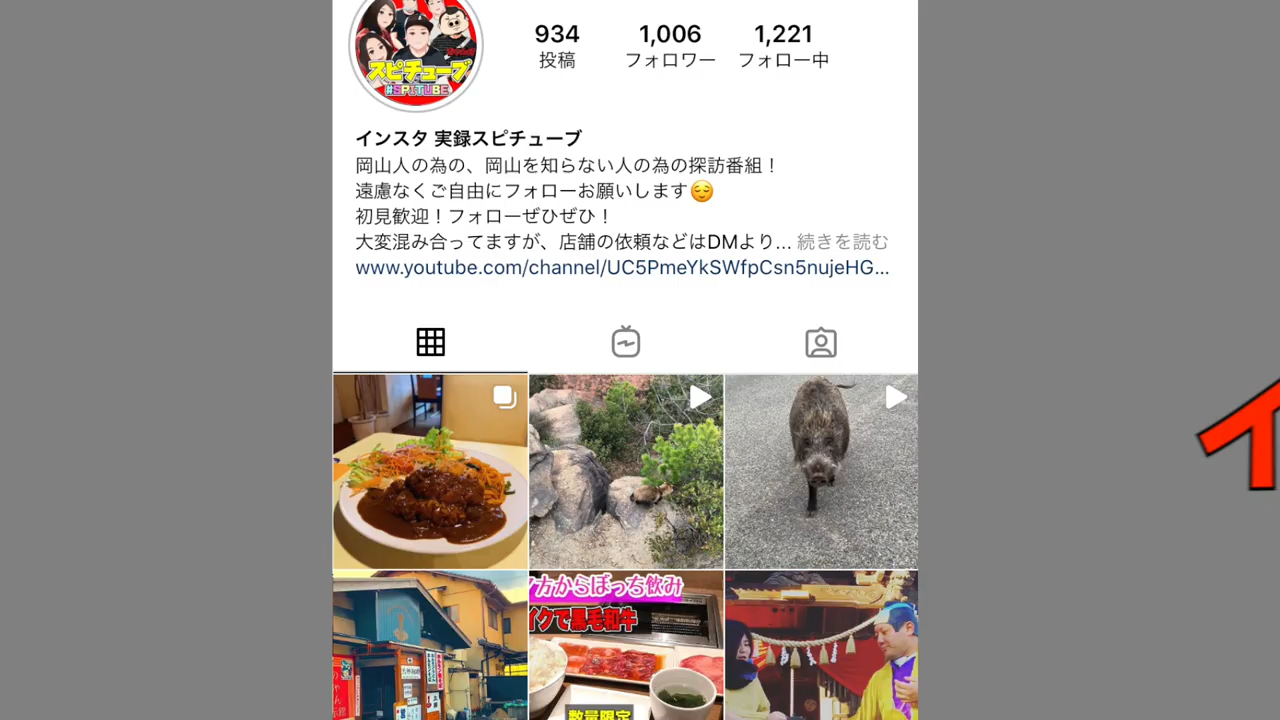 スピチューブ
#SPITUBE
934
投稿
1,006
フォロワー
1,221
フォロー中
インスタ 実録スピチューブ
岡山人の為の、岡山を知らない人の為の探訪番組！
遠慮なくご自由にフォローお願いします😌
初見歓迎！フォローぜひぜひ！
大変混み合ってますが、店舗の依頼などはDMより... 続きを読む
www.youtube.com/channel/UC5PmeYkSWfpCsn5nujeHG...
方からぼっち飲み
イクで黒毛和牛
数量限定
イ